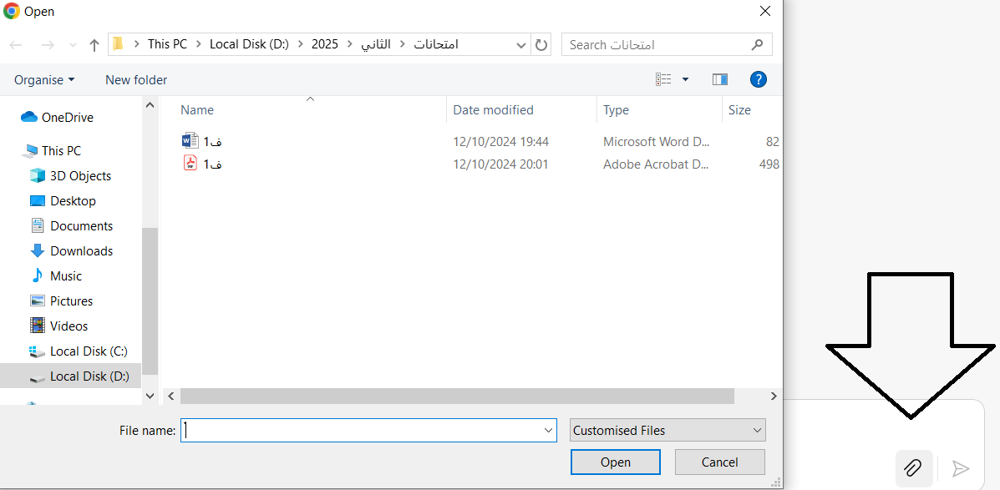 Open
This PC > Local Disk (D:) > 2025 > الثاني > امتحانات
Search امتحانات
Organise
New folder
?
OneDrive
This PC
3D Objects
Desktop
Documents
Downloads
Music
Pictures
Videos
Local Disk (C:)
Local Disk (D:)
Name Date modified Type Size
ف1 12/10/2024 19:44 Microsoft Word D... 82
ف1 12/10/2024 20:01 Adobe Acrobat D... 498
File name:
Customised Files
Open
Cancel